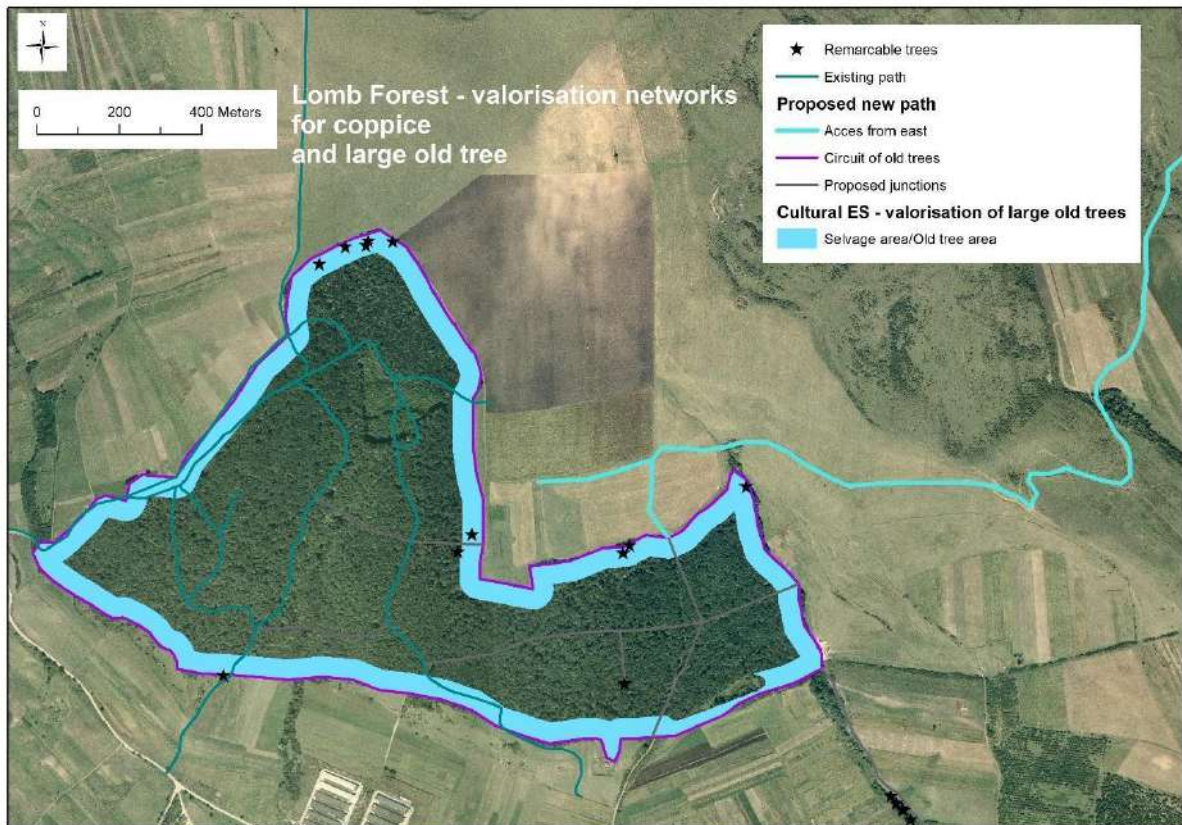 N
0 200 400 Meters
Lomb Forest - valorisation networks
for coppice
and large old tree
Remarcable trees
Existing path
Proposed new path
Acces from east
Circuit of old trees
Proposed junctions
Cultural ES - valorisation of large old trees
Selvage area/Old tree area